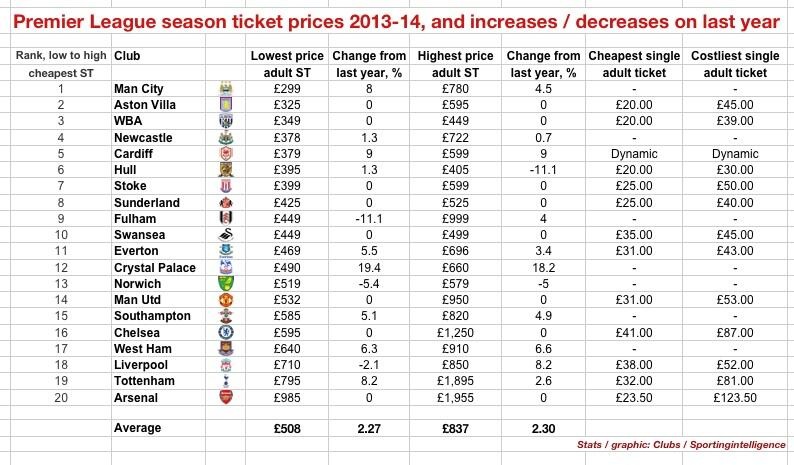 Premier League season ticket prices 2013-14, and increases / decreases on last year
Rank, low to high Club Lowest price Change from Highest price Change from Cheapest single Costliest single
cheapest ST adult ST last year, % adult ST last year, % adult ticket adult ticket
1 Man City £299 8 £780 4.5 - -
2 Aston Villa £325 0 £595 0 £20.00 £45.00
3 WBA £349 0 £449 0 £20.00 £39.00
4 Newcastle £378 1.3 £722 0.7 - -
5 Cardiff £379 9 £599 9 Dynamic Dynamic
6 Hull £395 1.3 £405 -11.1 £20.00 £30.00
7 Stoke £399 0 £599 0 £25.00 £50.00
8 Sunderland £425 0 £525 0 £25.00 £40.00
9 Fulham £449 -11.1 £999 4 - -
10 Swansea £449 0 £499 0 £35.00 £45.00
11 Everton £469 5.5 £696 3.4 £31.00 £43.00
12 Crystal Palace £490 19.4 £660 18.2 - -
13 Norwich £519 -5.4 £579 -5 - -
14 Man Utd £532 0 £950 0 £31.00 £53.00
15 Southampton £585 5.1 £820 4.9 - -
16 Chelsea £595 0 £1,250 0 £41.00 £87.00
17 West Ham £640 6.3 £910 6.6 - -
18 Liverpool £710 -2.1 £850 8.2 £38.00 £52.00
19 Tottenham £795 8.2 £1,895 2.6 £32.00 £81.00
20 Arsenal £985 0 £1,955 0 £23.50 £123.50
Average £508 2.27 £837 2.30
Stats / graphic: Clubs / Sportingintelligence